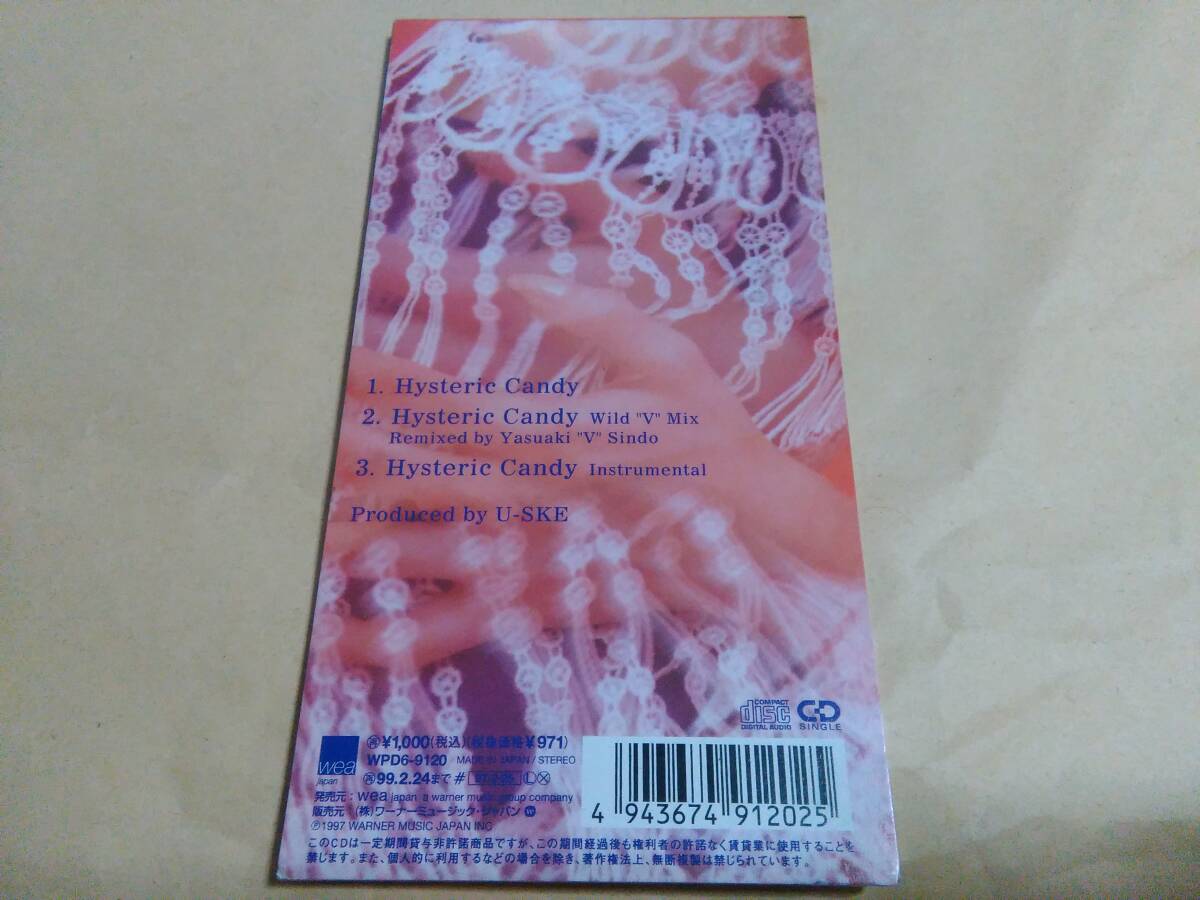 1. Hysteric Candy
2. Hysteric Candy Wild "V" Mix
Remixed by Yasuaki "V" Sindo
3. Hysteric Candy Instrumental
Produced by U-SKE
COMPACT
disc
DIGITAL AUDIO
CD
SINGLE
wea
japan
¥1,000(税込)(税抜価格¥971)
WPD6-9120 MADE IN JAPAN / STEREO
99.2.24まで #
発売元:wea japan a warner music group company
販売元:(株)ワーナーミュージック・ジャパン
Ⓟ1997 WARNER MUSIC JAPAN INC.
4 943674 912025
このCDは一定期間貸与非許諾商品ですが、この期間経過後も権利者の許諾なく賃貸業に使用することを
禁じます。また、個人的に利用するなどの場合を除き、著作権法上、無断複製は禁じられています。